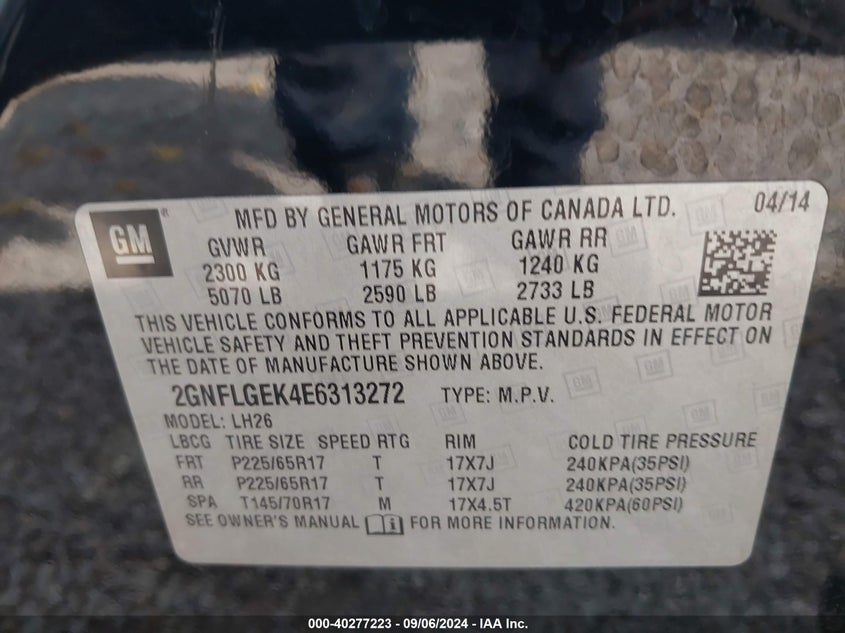 GM ® MFD BY GENERAL MOTORS OF CANADA LTD. 04/14
GVWR GAWR FRT GAWR RR
2300 KG 1175 KG 1240 KG
5070 LB 2590 LB 2733 LB
THIS VEHICLE CONFORMS TO ALL APPLICABLE U.S. FEDERAL MOTOR
VEHICLE SAFETY AND THEFT PREVENTION STANDARDS IN EFFECT ON
THE DATE OF MANUFACTURE SHOWN ABOVE.
2GNFLGEK4E6313272 TYPE: M.P.V.
MODEL: LH26
LBCG TIRE SIZE SPEED RTG RIM COLD TIRE PRESSURE
FRT P225/65R17 T 17X7J 240KPA(35PSI)
RR P225/65R17 T 17X7J 240KPA(35PSI)
SPA T145/70R17 M 17X4.5T 420KPA(60PSI)
SEE OWNER'S MANUAL FOR MORE INFORMATION.
000-40277223 - 09/06/2024 - IAA Inc.